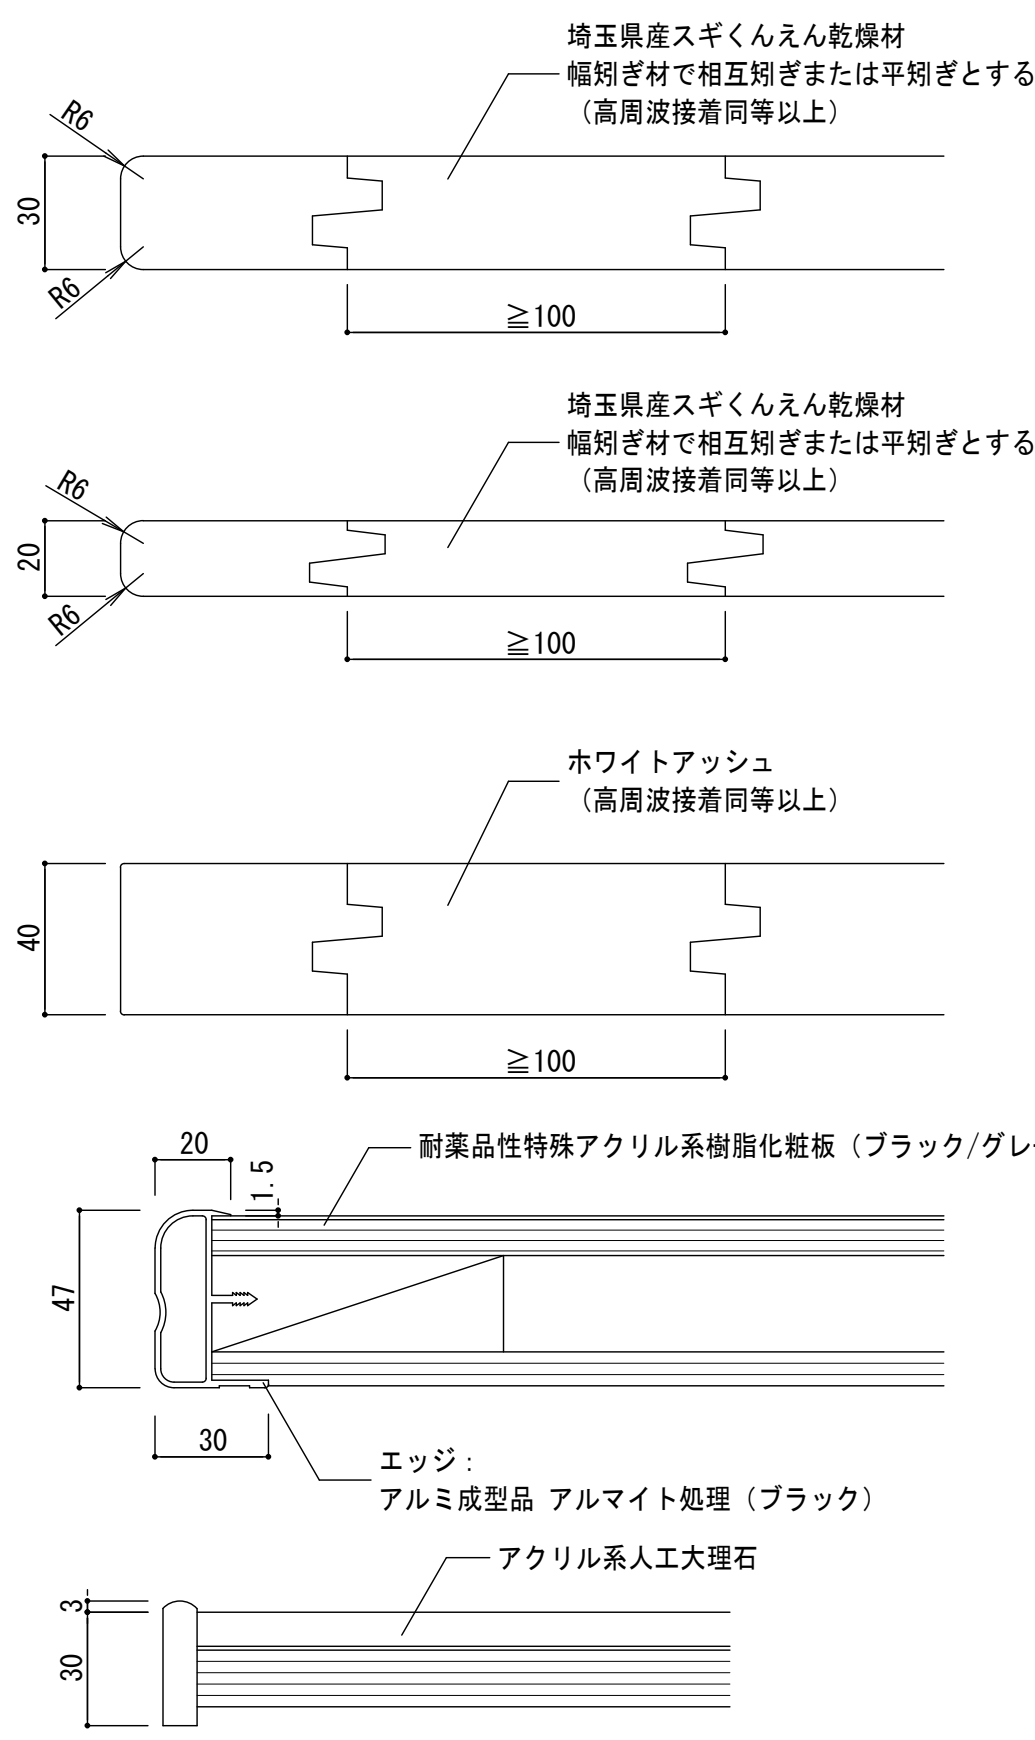 埼玉県産スギくんえん乾燥材
幅矧ぎ材で相互矧ぎまたは平矧ぎとする
（高周波接着同等以上）
R6
30
R6
≧100
埼玉県産スギくんえん乾燥材
幅矧ぎ材で相互矧ぎまたは平矧ぎとする
（高周波接着同等以上）
R6
20
R6
≧100
ホワイトアッシュ
（高周波接着同等以上）
40
≧100
耐薬品性特殊アクリル系樹脂化粧板（ブラック/グレ
20
1.5
47
30
エッジ：
アルミ成型品 アルマイト処理（ブラック）
アクリル系人工大理石
3
30